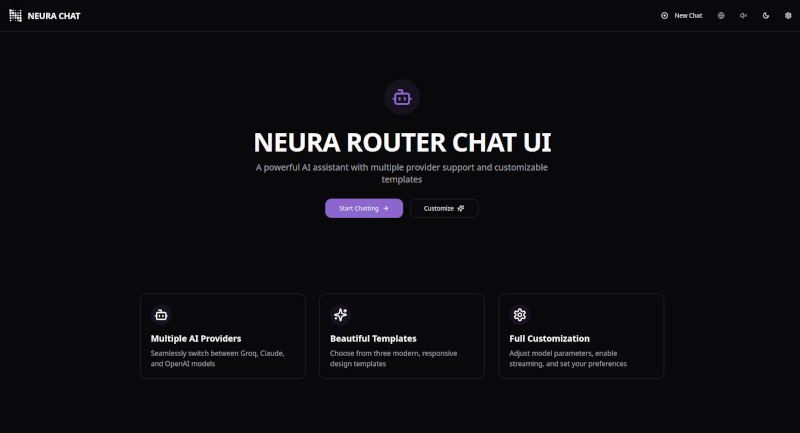 NEURA CHAT
New Chat
NEURA ROUTER CHAT UI
A powerful AI assistant with multiple provider support and customizable
templates
Start Chatting
Customize
Multiple AI Providers
Seamlessly switch between Groq, Claude,
and OpenAI models
Beautiful Templates
Choose from three modern, responsive
design templates
Full Customization
Adjust model parameters, enable
streaming, and set your preferences